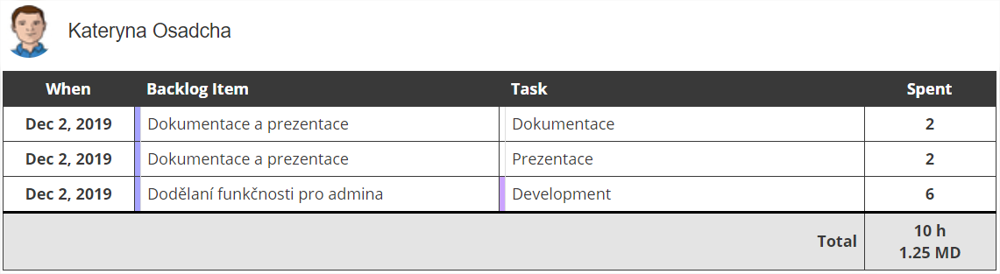 Kateryna Osadcha
When Backlog Item Task Spent
Dec 2, 2019 Dokumentace a prezentace Dokumentace 2
Dec 2, 2019 Dokumentace a prezentace Prezentace 2
Dec 2, 2019 Dodělaní funkčnosti pro admina Development 6
Total 10 h
1.25 MD